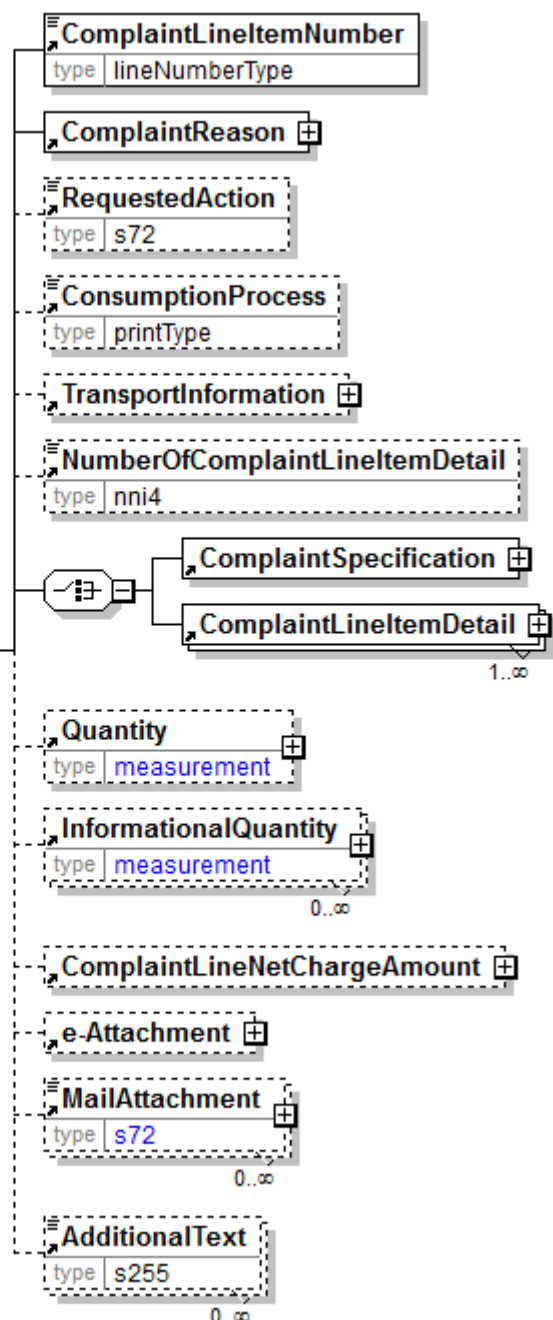 ComplaintLineItemNumber
type lineNumberType
ComplaintReason
RequestedAction
type s72
ConsumptionProcess
type printType
TransportInformation
NumberOfComplaintLineItemDetail
type nni4
ComplaintSpecification
ComplaintLineItemDetail
1..∞
Quantity
type measurement
InformationalQuantity
type measurement
0..∞
ComplaintLineNetChargeAmount
e-Attachment
MailAttachment
type s72
0..∞
AdditionalText
type s255
0..∞